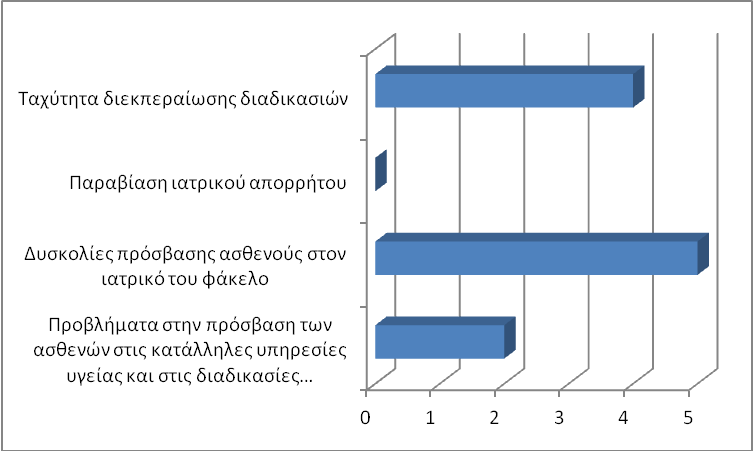 Ταχύτητα διεκπεραίωσης διαδικασιών
Παραβίαση ιατρικού απορρήτου
Δυσκολίες πρόσβασης ασθενούς στον
ιατρικό του φάκελο
Προβλήματα στην πρόσβαση των
ασθενών στις κατάλληλες υπηρεσίες
υγείας και στις διαδικασίες...
0 1 2 3 4 5